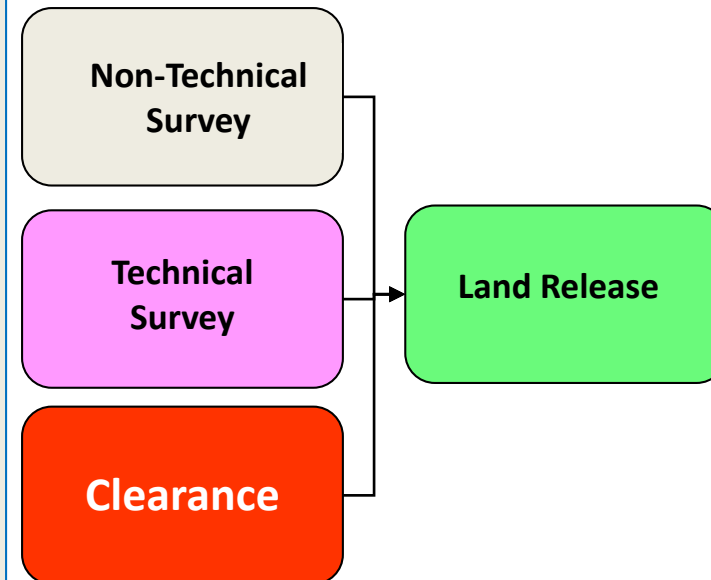 Non-Technical
Survey
Technical
Survey
Land Release
Clearance